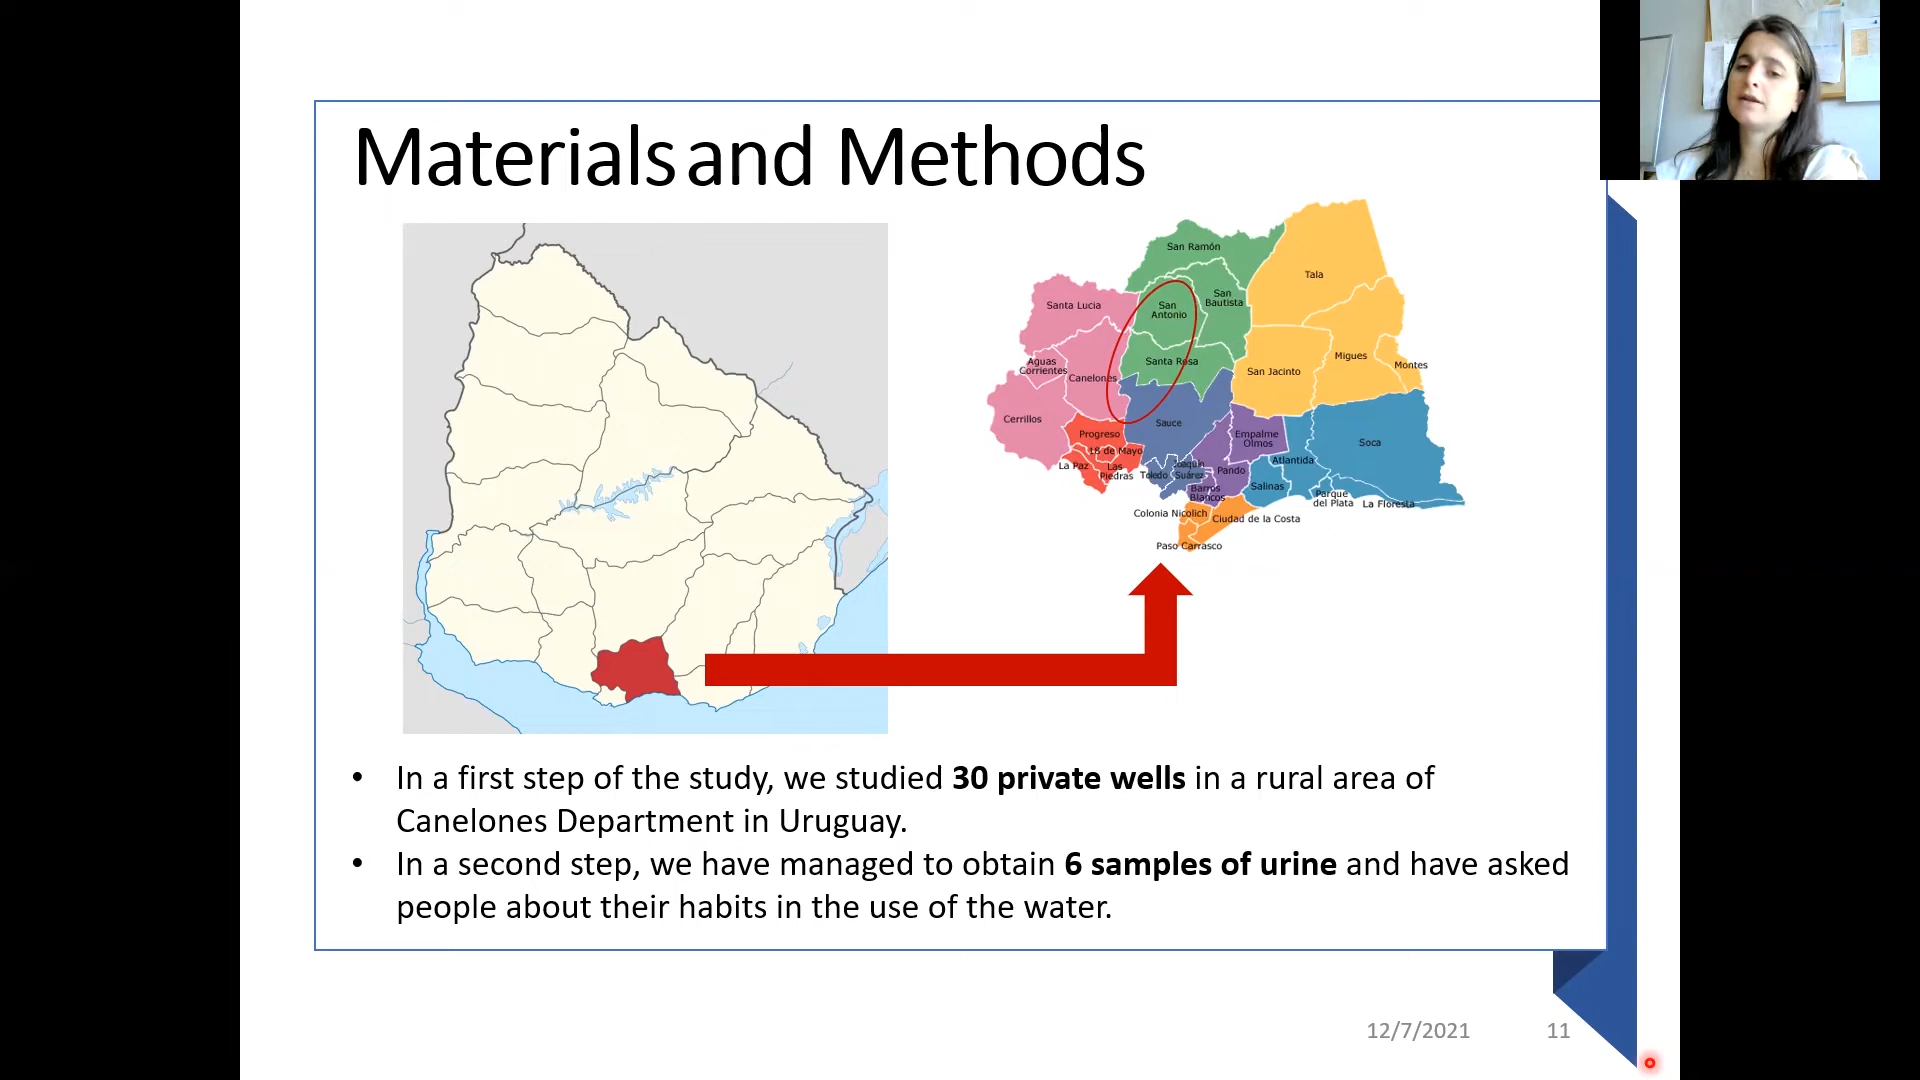 Materials and Methods
San Ramón
Tala
San
Bautista
Santa Lucia
San
Antonio
Aguas
Corrientes
Canelones
Santa Rosa
San Jacinto
Migues
Montes
Cerrillos
Progreso
Sauce
Empalme
Olmos
Soca
18 de Mayo
La Paz
Las
Piedras
Toledo
Joaquín
Suárez
Pando
Atlantida
Barros
Blancos
Salinas
Parque
del Plata
La Floresta
Colonia Nicolich
Ciudad de la Costa
Paso Carrasco
• In a first step of the study, we studied 30 private wells in a rural area of
Canelones Department in Uruguay.
• In a second step, we have managed to obtain 6 samples of urine and have asked
people about their habits in the use of the water.
12/7/2021
11